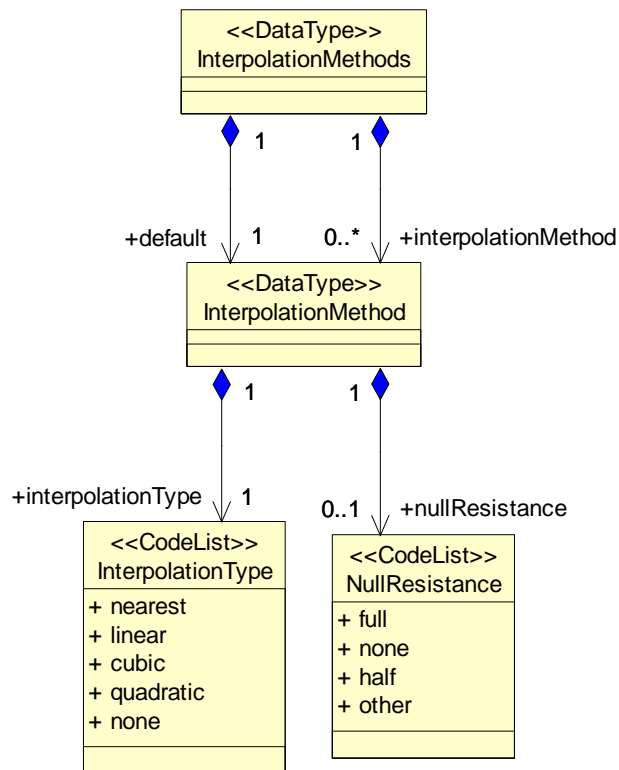 <<DataType>>
InterpolationMethods
1
1
+default
1
0..*
+interpolationMethod
<<DataType>>
InterpolationMethod
1
1
+interpolationType
1
0..1
+nullResistance
<<CodeList>>
InterpolationType
+ nearest
+ linear
+ cubic
+ quadratic
+ none
<<CodeList>>
NullResistance
+ full
+ none
+ half
+ other